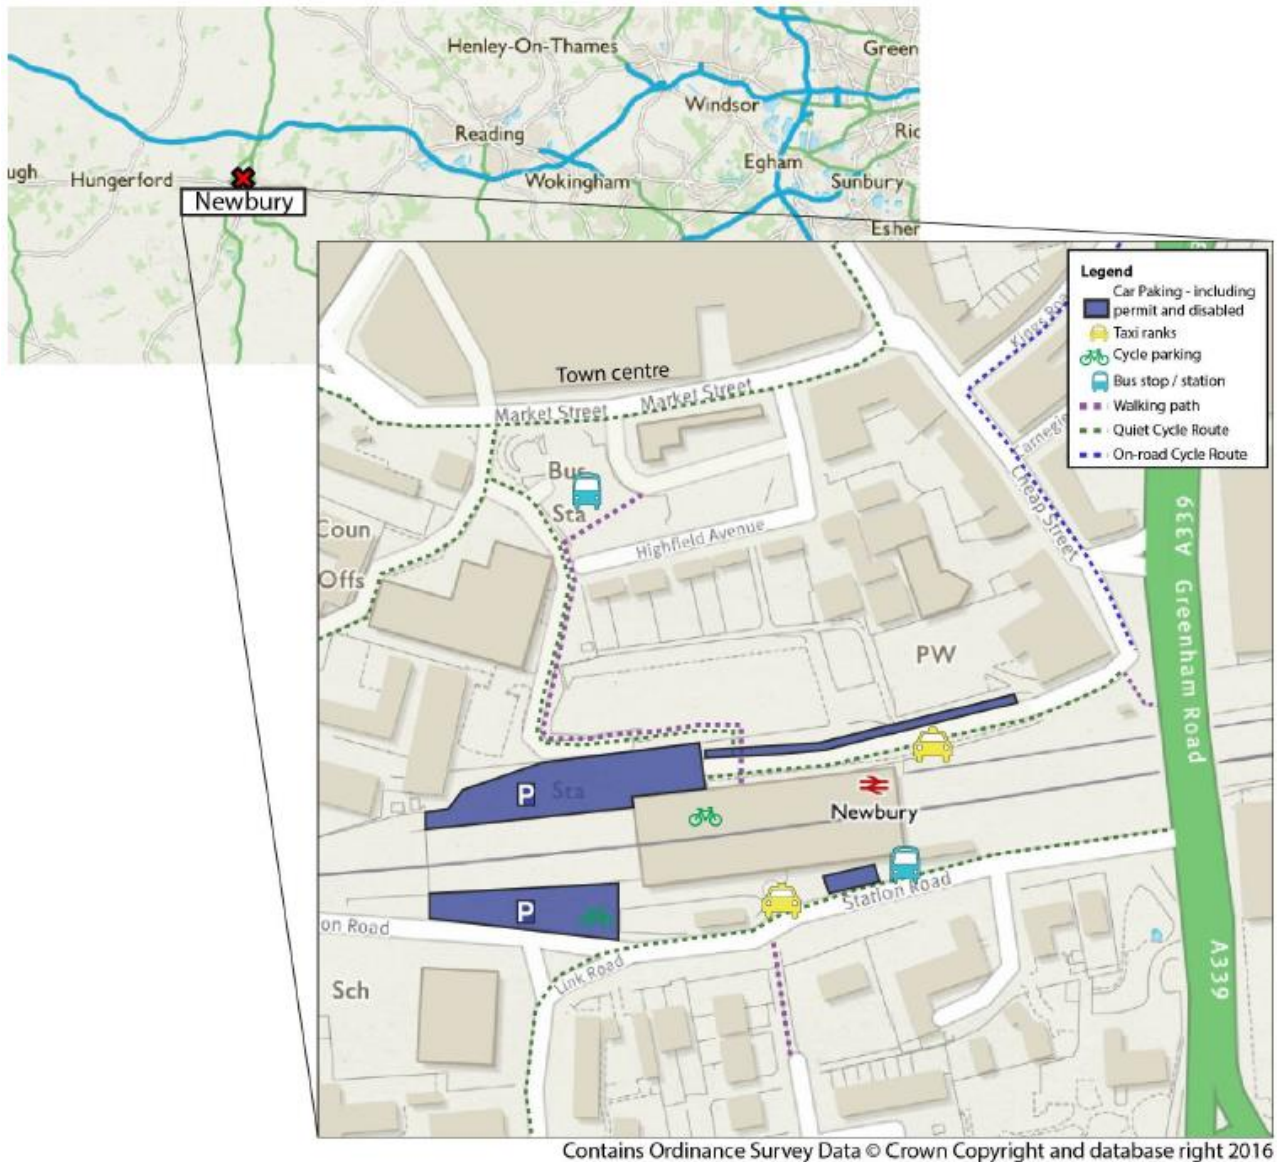 Henley-On-Thames
Green
Windsor
Reading
Ric
Egham
ugh
Hungerford
Wokingham
Sunbury
Newbury
Esher
Legend
Car Paking - including
permit and disabled
Taxi ranks
Cycle parking
Bus stop / station
Walking path
Quiet Cycle Route
On-road Cycle Route
Kings Roa
Town centre
Market Street
Market Street
Carnegie
Cheap Street
Bus
Sta
Coun
Offs
Highfield Avenue
A339
Greenham Road
PW
P
Sta
Newbury
P
Station Road
on Road
Link Road
Sch
A339
Contains Ordinance Survey Data © Crown Copyright and database right 2016